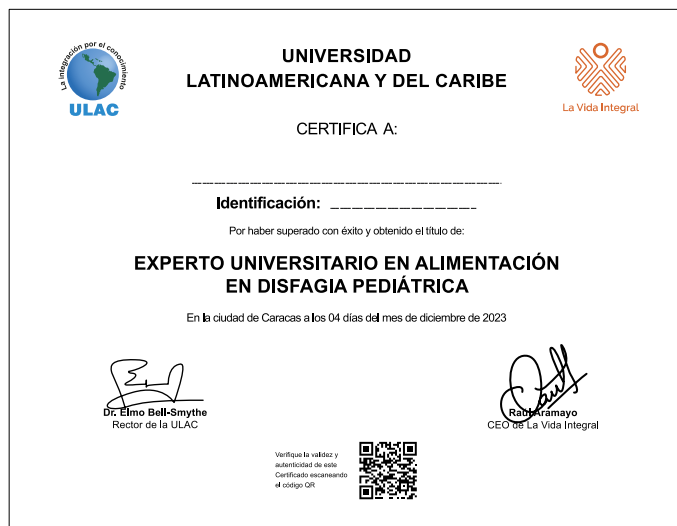 La integración por el conocimiento
ULAC
UNIVERSIDAD
LATINOAMERICANA Y DEL CARIBE
La Vida Integral
CERTIFICA A:
Identificación:
Por haber superado con éxito y obtenido el título de:
EXPERTO UNIVERSITARIO EN ALIMENTACIÓN
EN DISFAGIA PEDIÁTRICA
En la ciudad de Caracas a los 04 días del mes de diciembre de 2023
Dr. Elmo Bell-Smythe
Rector de la ULAC
Raúl Aramayo
CEO de La Vida Integral
Verifique la validez y
autenticidad de este
Certificado escaneando
el código QR